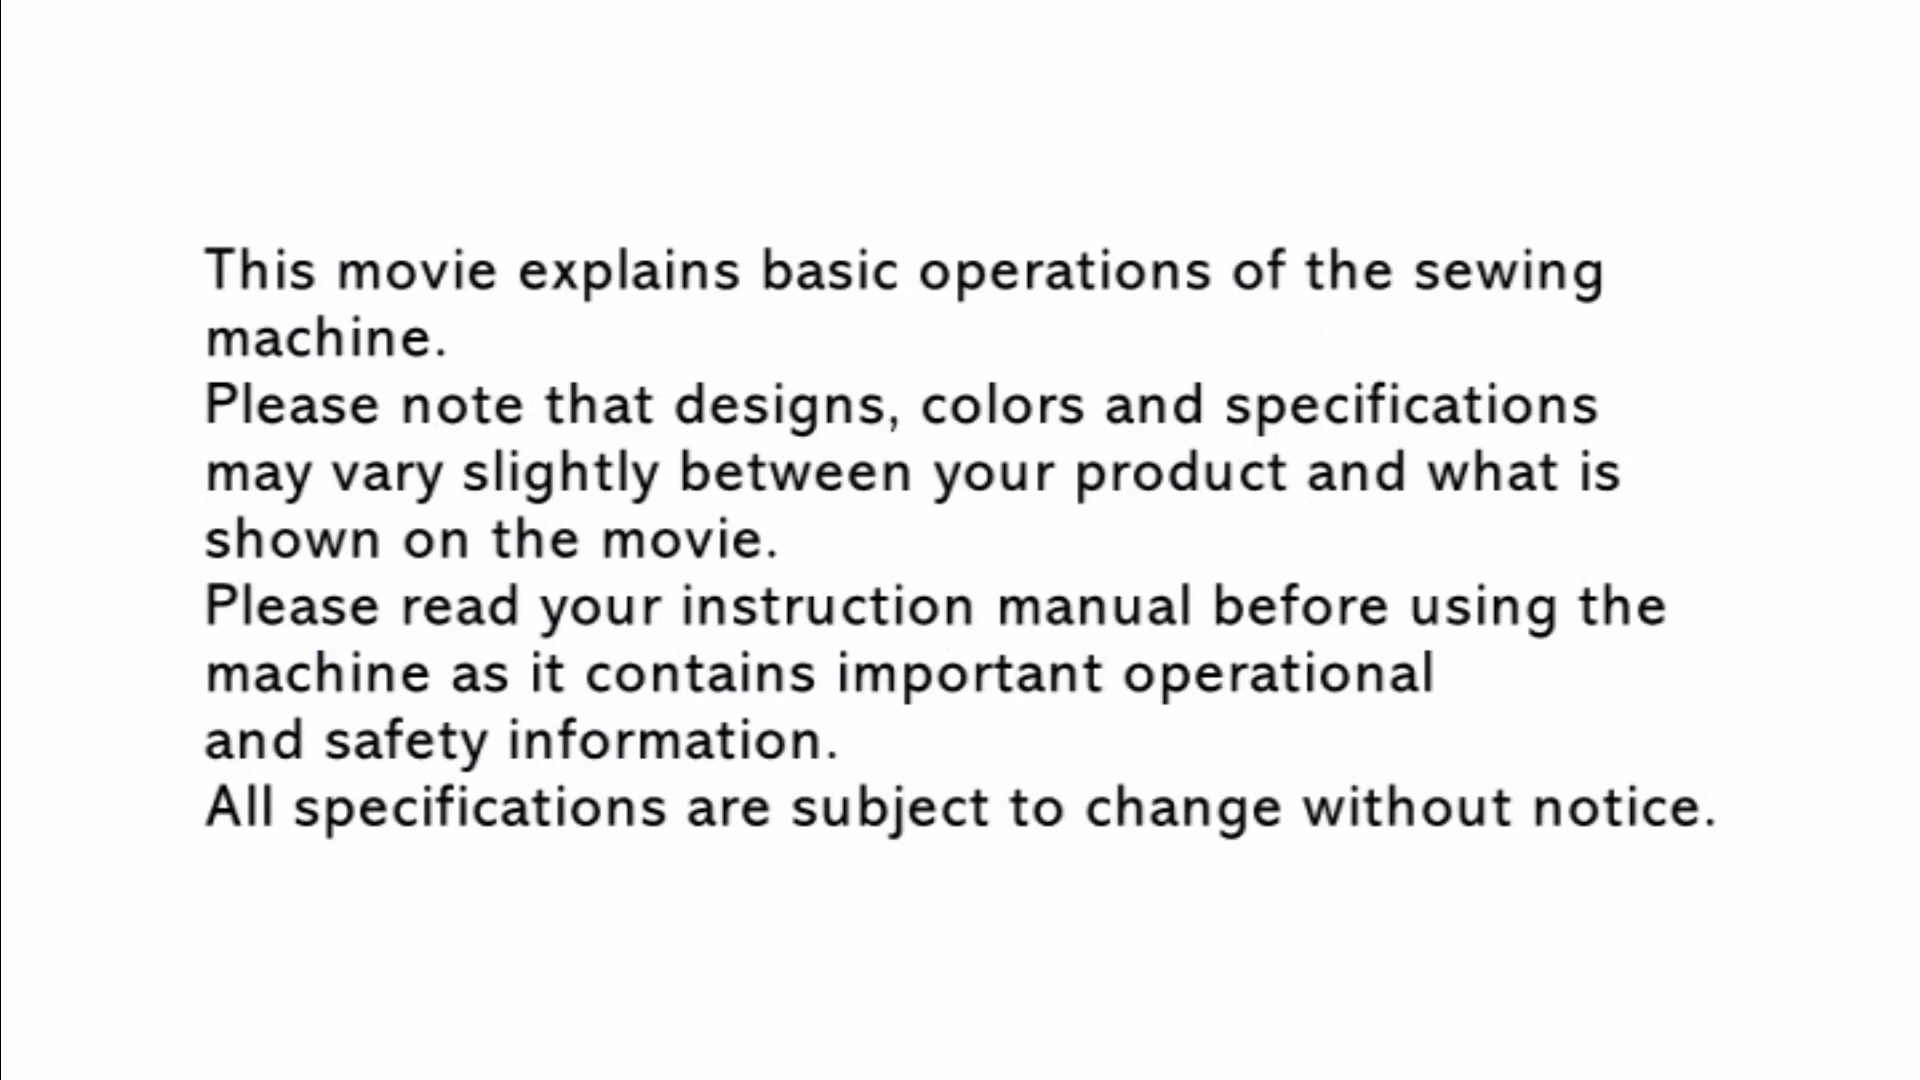 This movie explains basic operations of the sewing
machine.
Please note that designs, colors and specifications
may vary slightly between your product and what is
shown on the movie.
Please read your instruction manual before using the
machine as it contains important operational
and safety information.
All specifications are subject to change without notice.